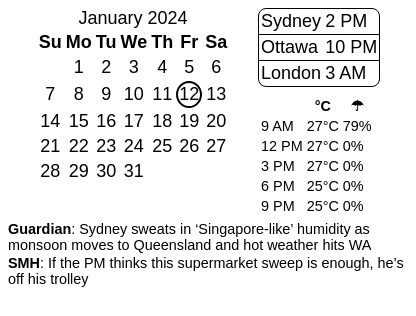 January 2024
Su Mo Tu We Th Fr Sa
1 2 3 4 5 6
7 8 9 10 11 12 13
14 15 16 17 18 19 20
21 22 23 24 25 26 27
28 29 30 31
Sydney 2 PM
Ottawa 10 PM
London 3 AM
°C ☂
9 AM 27°C 79%
12 PM 27°C 0%
3 PM 27°C 0%
6 PM 25°C 0%
9 PM 25°C 0%
Guardian: Sydney sweats in ‘Singapore-like’ humidity as
monsoon moves to Queensland and hot weather hits WA
SMH: If the PM thinks this supermarket sweep is enough, he’s
off his trolley